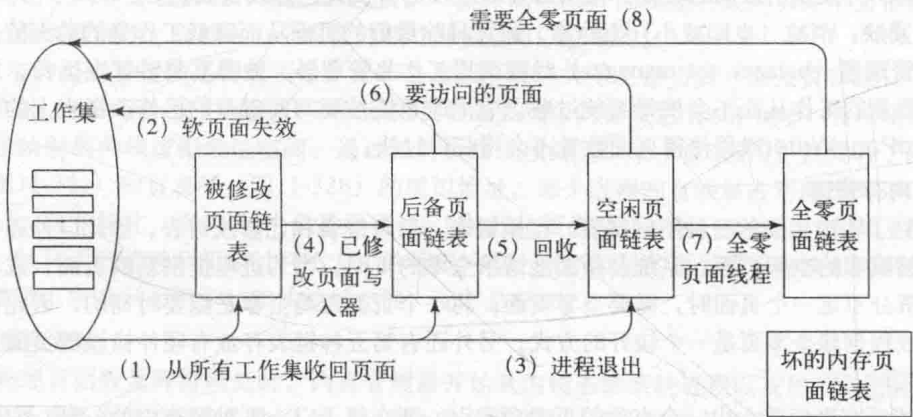 需要全零页面（8）
（6）要访问的页面
工作集
（2）软页面失效
被修改
页面链
表
后备页
面链表
空闲页
面链表
全零页
面链表
（4）已修
改页面写
入器
（5）回收
（7）全零
页面线程
（1）从所有工作集收回页面
（3）进程退出
坏的内存页
面链表